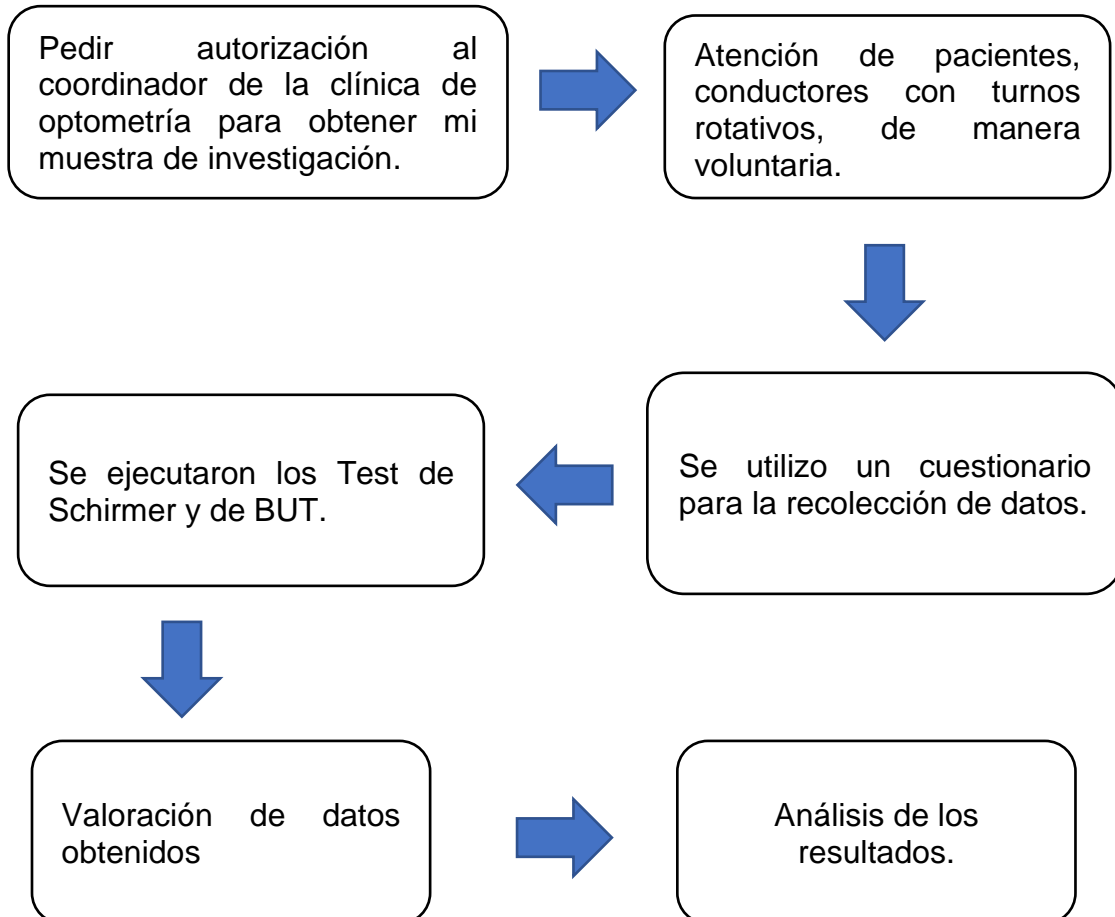 Pedir autorización al
coordinador de la clínica de
optometría para obtener mi
muestra de investigación.
Atención de pacientes,
conductores con turnos
rotativos, de manera
voluntaria.
Se utilizo un cuestionario
para la recolección de datos.
Se ejecutaron los Test de
Schirmer y de BUT.
Valoración de datos
obtenidos
Análisis de los
resultados.